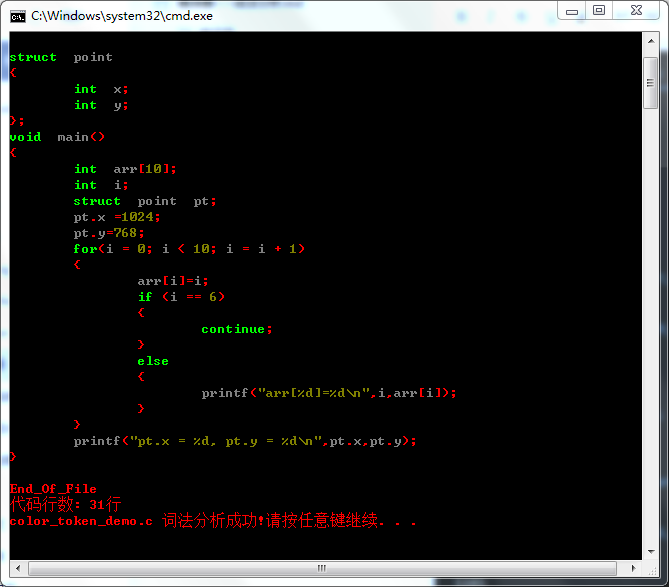 C:\Windows\system32\cmd.exe
struct  point
{
        int  x;
        int  y;
};
void  main()
{
        int  arr[10];
        int  i;
        struct  point  pt;
        pt.x =1024;
        pt.y=768;
        for(i = 0; i < 10; i = i + 1)
        {
                arr[i]=i;
                if (i == 6)
                {
                        continue;
                }
                else
                {
                        printf("arr[%d]=%d\n",i,arr[i]);
                }
        }
        printf("pt.x = %d, pt.y = %d\n",pt.x,pt.y);
}
End_Of_File
代码行数: 31行
color_token_demo.c 词法分析成功!请按任意键继续. . .